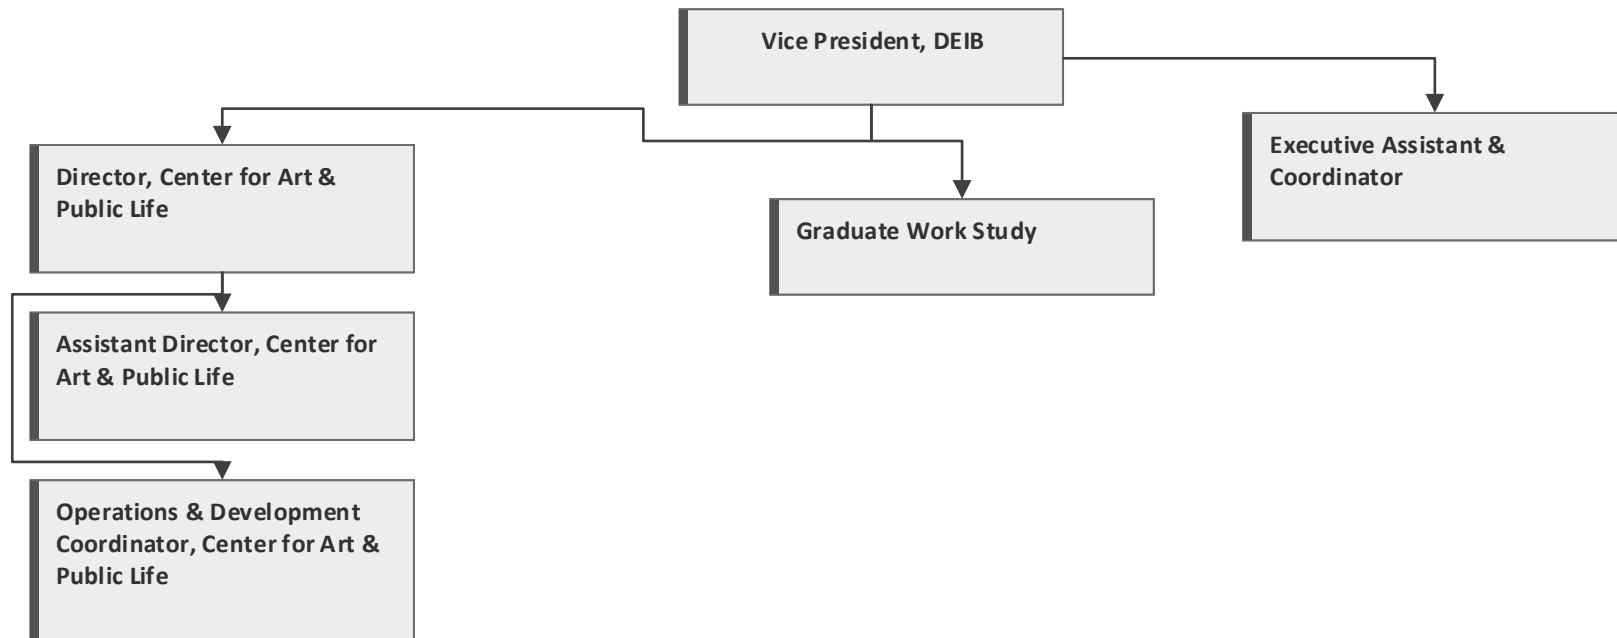 Vice President, DEIB
Executive Assistant &
Coordinator
Director, Center for Art &
Public Life
Graduate Work Study
Assistant Director, Center for
Art & Public Life
Operations & Development
Coordinator, Center for Art &
Public Life